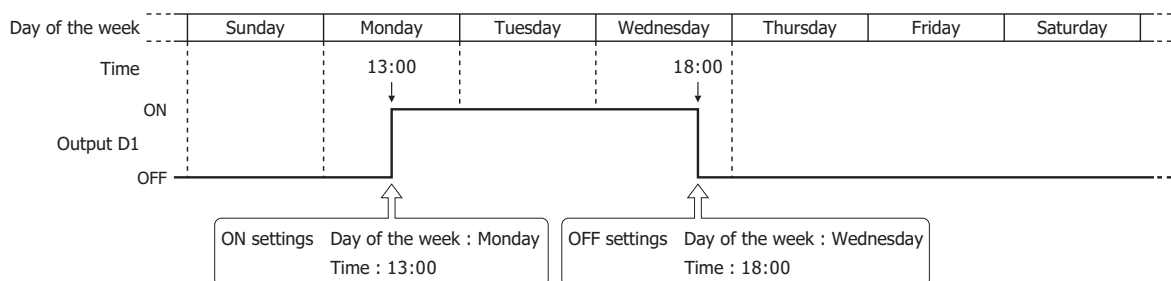 Day of the week Sunday Monday Tuesday Wednesday Thursday Friday Saturday
Time 13:00 18:00
ON
Output D1
OFF
ON settings Day of the week : Monday
Time : 13:00
OFF settings Day of the week : Wednesday
Time : 18:00